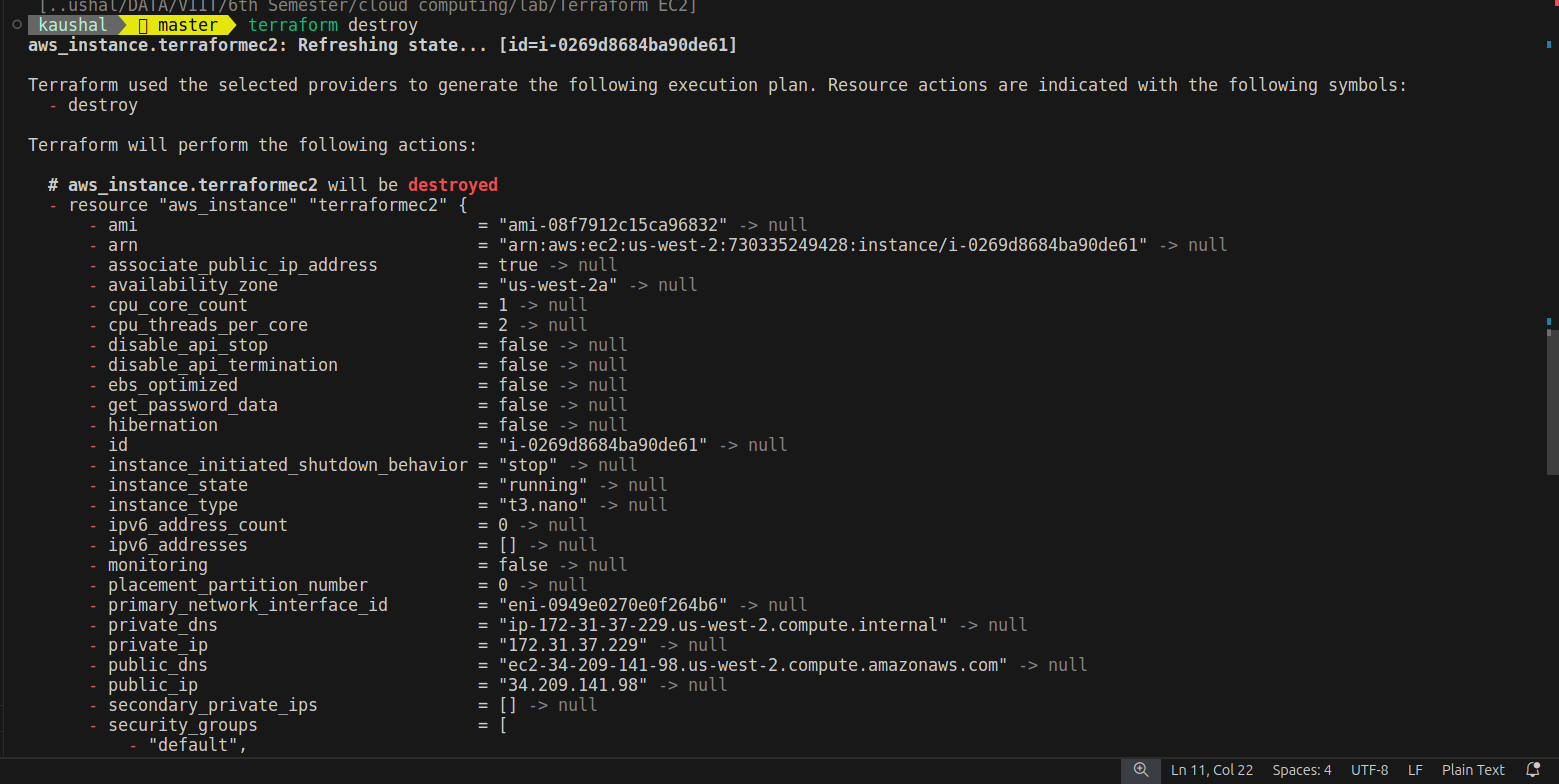 [..ushal/DATA/VIIT/6th Semester/cloud computing/lab/Terraform EC2]
kaushal master terraform destroy
aws_instance.terraformec2: Refreshing state... [id=i-0269d8684ba90de61]
Terraform used the selected providers to generate the following execution plan. Resource actions are indicated with the following symbols:
- destroy
Terraform will perform the following actions:
# aws_instance.terraformec2 will be destroyed
- resource "aws_instance" "terraformec2" {
- ami = "ami-08f7912c15ca96832" -> null
- arn = "arn:aws:ec2:us-west-2:730335249428:instance/i-0269d8684ba90de61" -> null
- associate_public_ip_address = true -> null
- availability_zone = "us-west-2a" -> null
- cpu_core_count = 1 -> null
- cpu_threads_per_core = 2 -> null
- disable_api_stop = false -> null
- disable_api_termination = false -> null
- ebs_optimized = false -> null
- get_password_data = false -> null
- hibernation = false -> null
- id = "i-0269d8684ba90de61" -> null
- instance_initiated_shutdown_behavior = "stop" -> null
- instance_state = "running" -> null
- instance_type = "t3.nano" -> null
- ipv6_address_count = 0 -> null
- ipv6_addresses = [] -> null
- monitoring = false -> null
- placement_partition_number = 0 -> null
- primary_network_interface_id = "eni-0949e0270e0f264b6" -> null
- private_dns = "ip-172-31-37-229.us-west-2.compute.internal" -> null
- private_ip = "172.31.37.229" -> null
- public_dns = "ec2-34-209-141-98.us-west-2.compute.amazonaws.com" -> null
- public_ip = "34.209.141.98" -> null
- secondary_private_ips = [] -> null
- security_groups = [
- "default",
Ln 11, Col 22 Spaces: 4 UTF-8 LF Plain Text